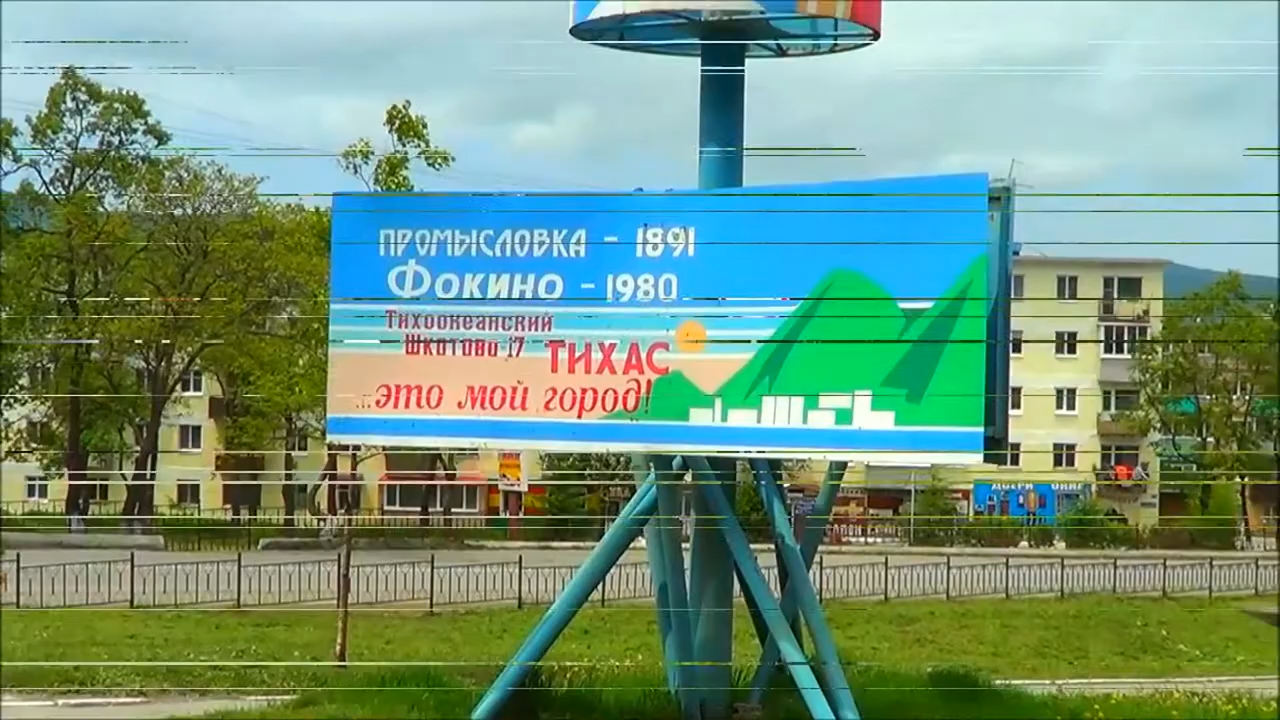 ПРОМЫСЛОВКА - 1891
ФОКИНО - 1980
Тихоокеанский
Шкотово 17 ТИХАС
...это мой город!